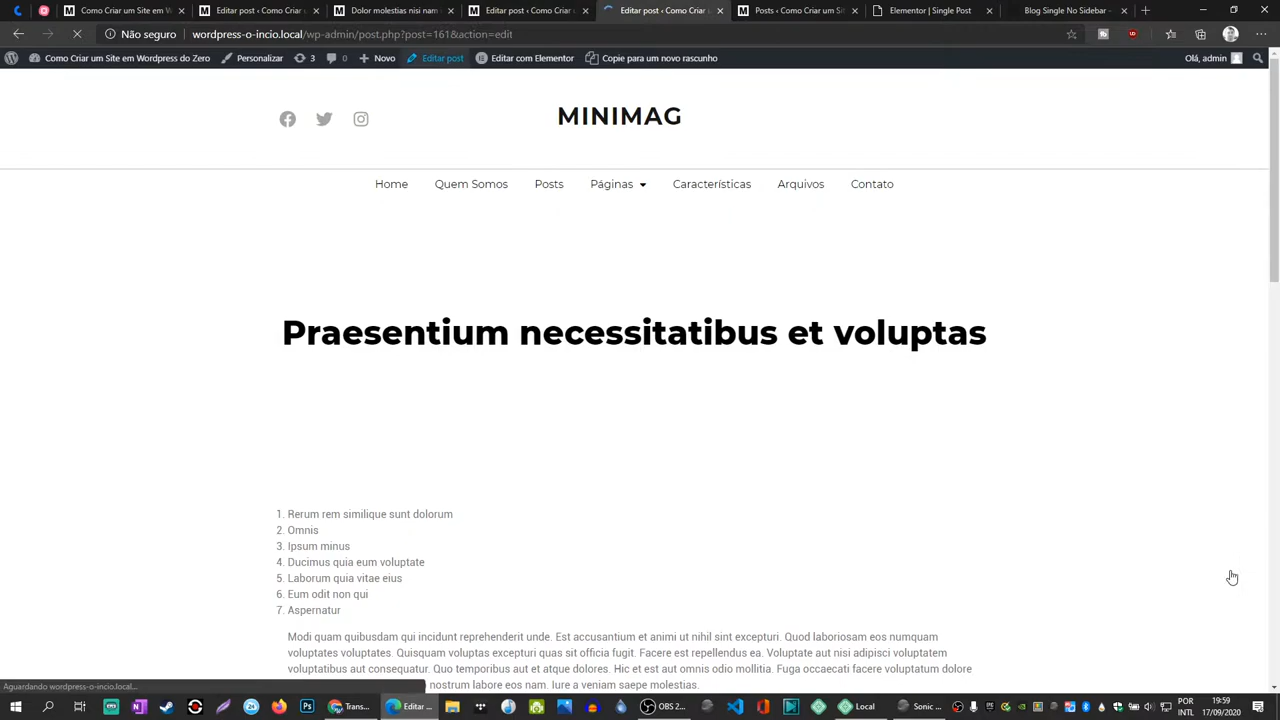 Como Criar um Sit em W
Posts ‹ Como Criar um Sit
Dolor molestias nisi nam
Editar post ‹ Como Criar
Editar post ‹ Como Criar
Posts ‹ Como Criar um Sit
Elementor | Single Post
Blog Single No Sidebar -
Não seguro
wordpress-o-incio.local/wp-admin/post.php?post=161&action=edit
Como Criar um Site em Wordpress do Zero
Personalizar
3
0
Novo
Editar post
Editar com Elementor
Copie para um novo rascunho
Olá, admin
MINIMAG
Home
Quem Somos
Posts
Páginas
Características
Arquivos
Contato
Praesentium necessitatibus et voluptas
1. Rerum rem similique sunt dolorum
2. Omnis
3. Ipsum minus
4. Ducimus quia eum voluptate
5. Laborum quia vitae eius
6. Eum odit non qui
7. Aspernatur
Modi quam quibusdam qui incidunt reprehenderit unde. Est accusantium et animi ut nihil sint excepturi. Quod laboriosam eos numquam
voluptates voluptates. Quisquam voluptas excepturi quas sit officia fugit. Facere est repellendus ea. Voluptate aut nisi adipisci voluptatem
voluptatibus aut consequatur. Quo temporibus aut et atque dolores. Hic et est aut omnis odio mollitia. Fuga occaecati facere voluptatum dolore
nostrum labore eos nam. Iure a veniam saepe molestias.
Aguardando wordpress-o-incio.local...
Trans...
Editar ...
OBS 2...
Local
Sonic ...
POR
INTL
19:59
17/09/2020